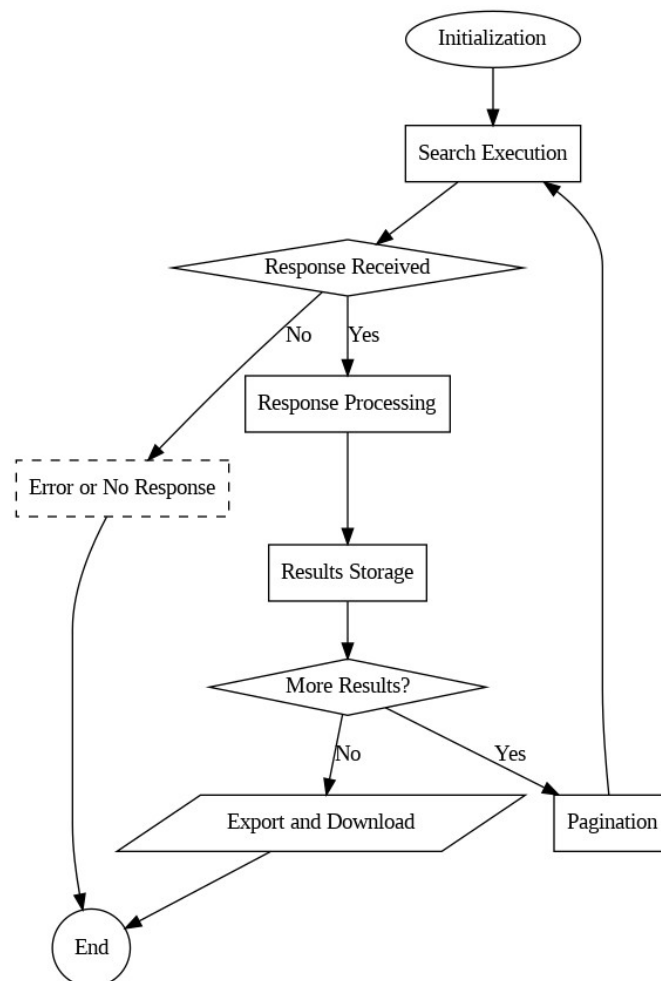 Initialization
Search Execution
Response Received
No
Yes
Response Processing
Error or No Response
Results Storage
More Results?
No
Yes
Export and Download
Pagination
End